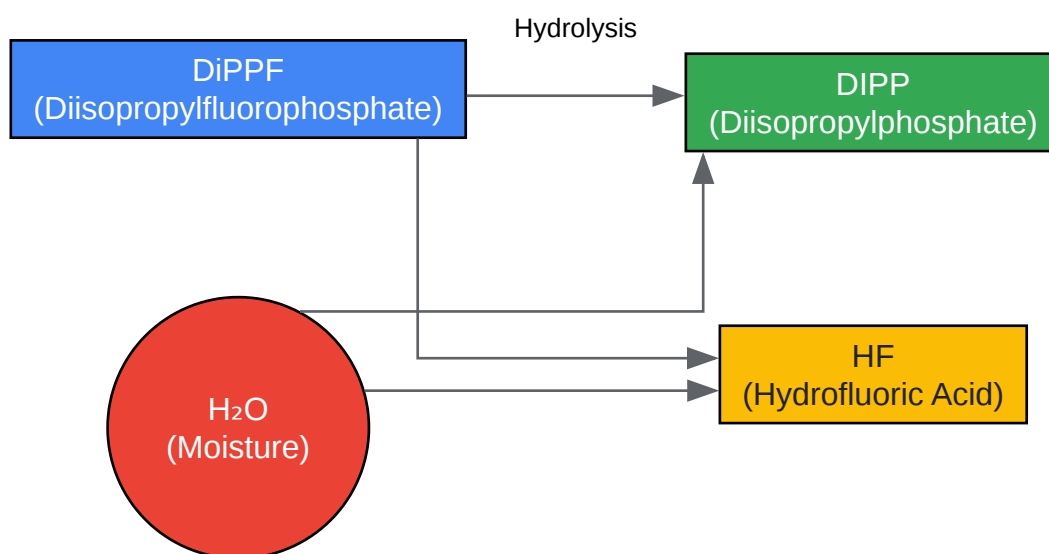 Hydrolysis
DiPPF
(Diisopropylfluorophosphate)
DIPP
(Diisopropylphosphate)
HF
(Hydrofluoric Acid)
H₂O
(Moisture)